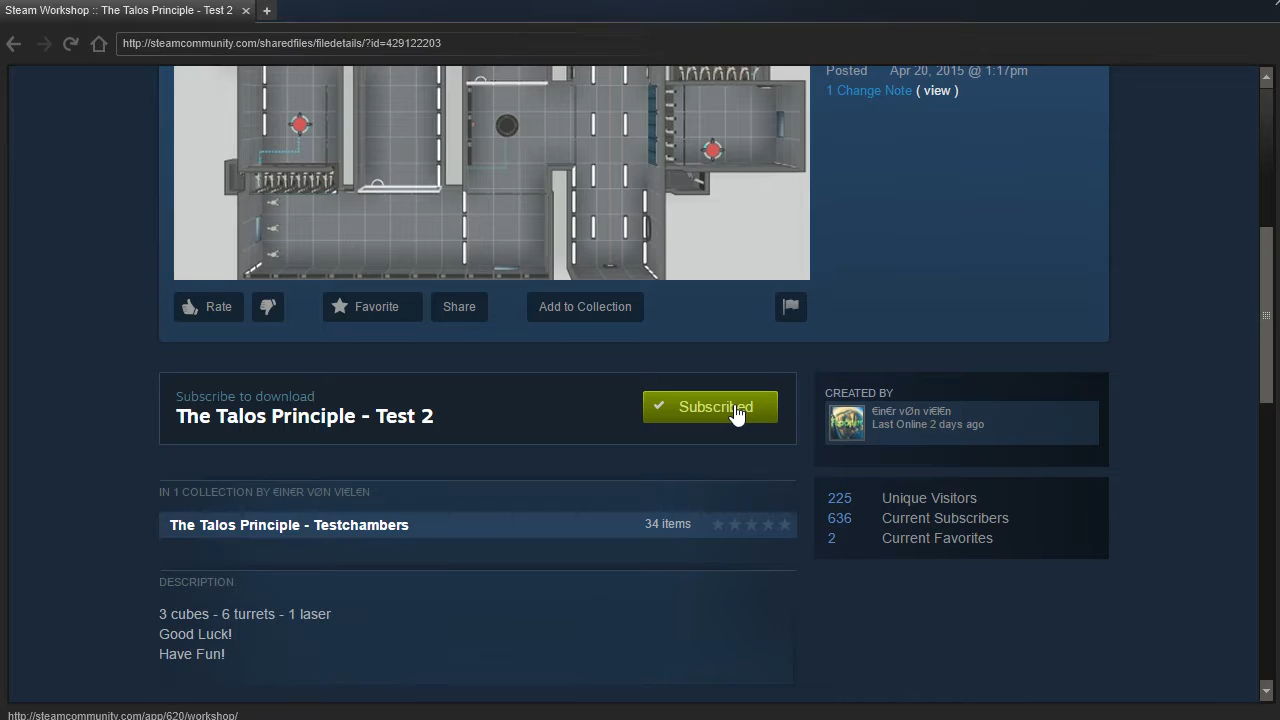 Steam Workshop :: The Talos Principle - Test 2
http://steamcommunity.com/sharedfiles/filedetails/?id=429122203
Posted Apr 20, 2015 @ 1:17pm
1 Change Note ( view )
Rate
Favorite
Share
Add to Collection
Subscribe to download
The Talos Principle - Test 2
Subscribed
CREATED BY
€in€r vØn vi€l€n
Last Online 2 days ago
IN 1 COLLECTION BY €IN€R VØN VI€L€N
The Talos Principle - Testchambers 34 items
225 Unique Visitors
636 Current Subscribers
2 Current Favorites
DESCRIPTION
3 cubes - 6 turrets - 1 laser
Good Luck!
Have Fun!
http://steamcommunity.com/app/620/workshop/